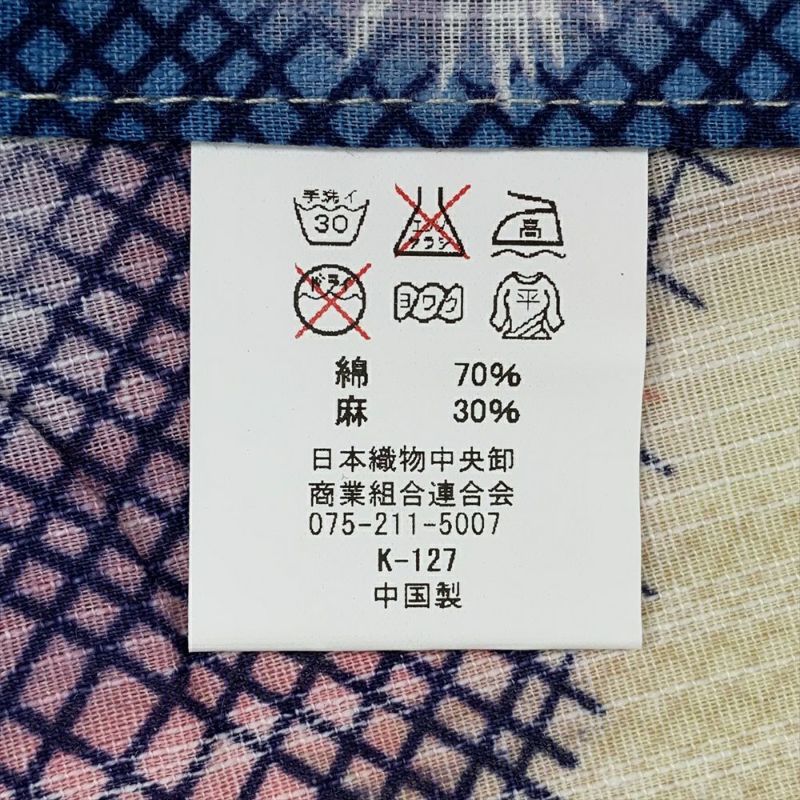 手洗イ
30
エンソ
サラシ
高
ドライ
ヨワク
平
綿 70%
麻 30%
日本織物中央卸
商業組合連合会
075-211-5007
K-127
中国製